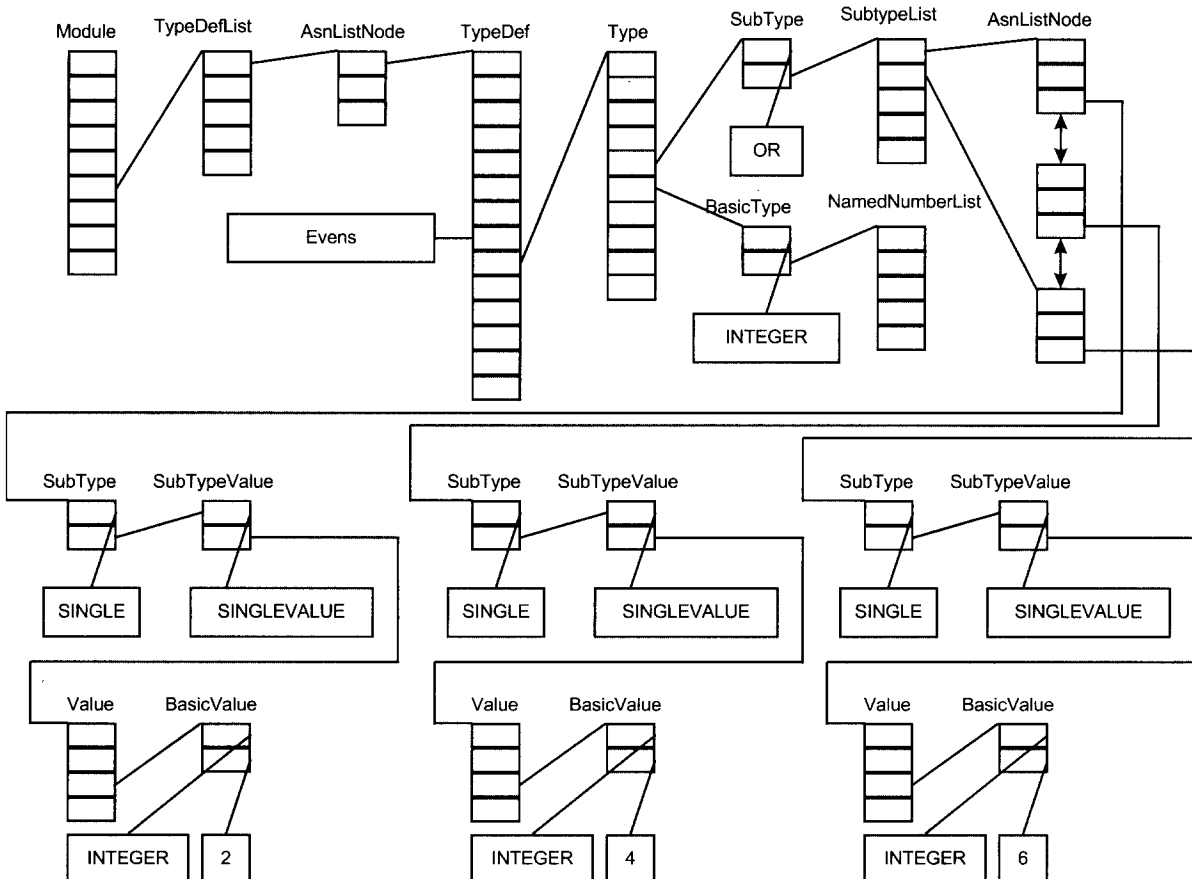 Module
TypeDefList
AsnListNode
TypeDef
Type
SubType
SubtypeList
AsnListNode
OR
BasicType
NamedNumberList
Evens
INTEGER
SubType
SubTypeValue
SubType
SubTypeValue
SubType
SubTypeValue
SINGLE
SINGLEVALUE
SINGLE
SINGLEVALUE
SINGLE
SINGLEVALUE
Value
BasicValue
Value
BasicValue
Value
BasicValue
INTEGER
2
INTEGER
4
INTEGER
6